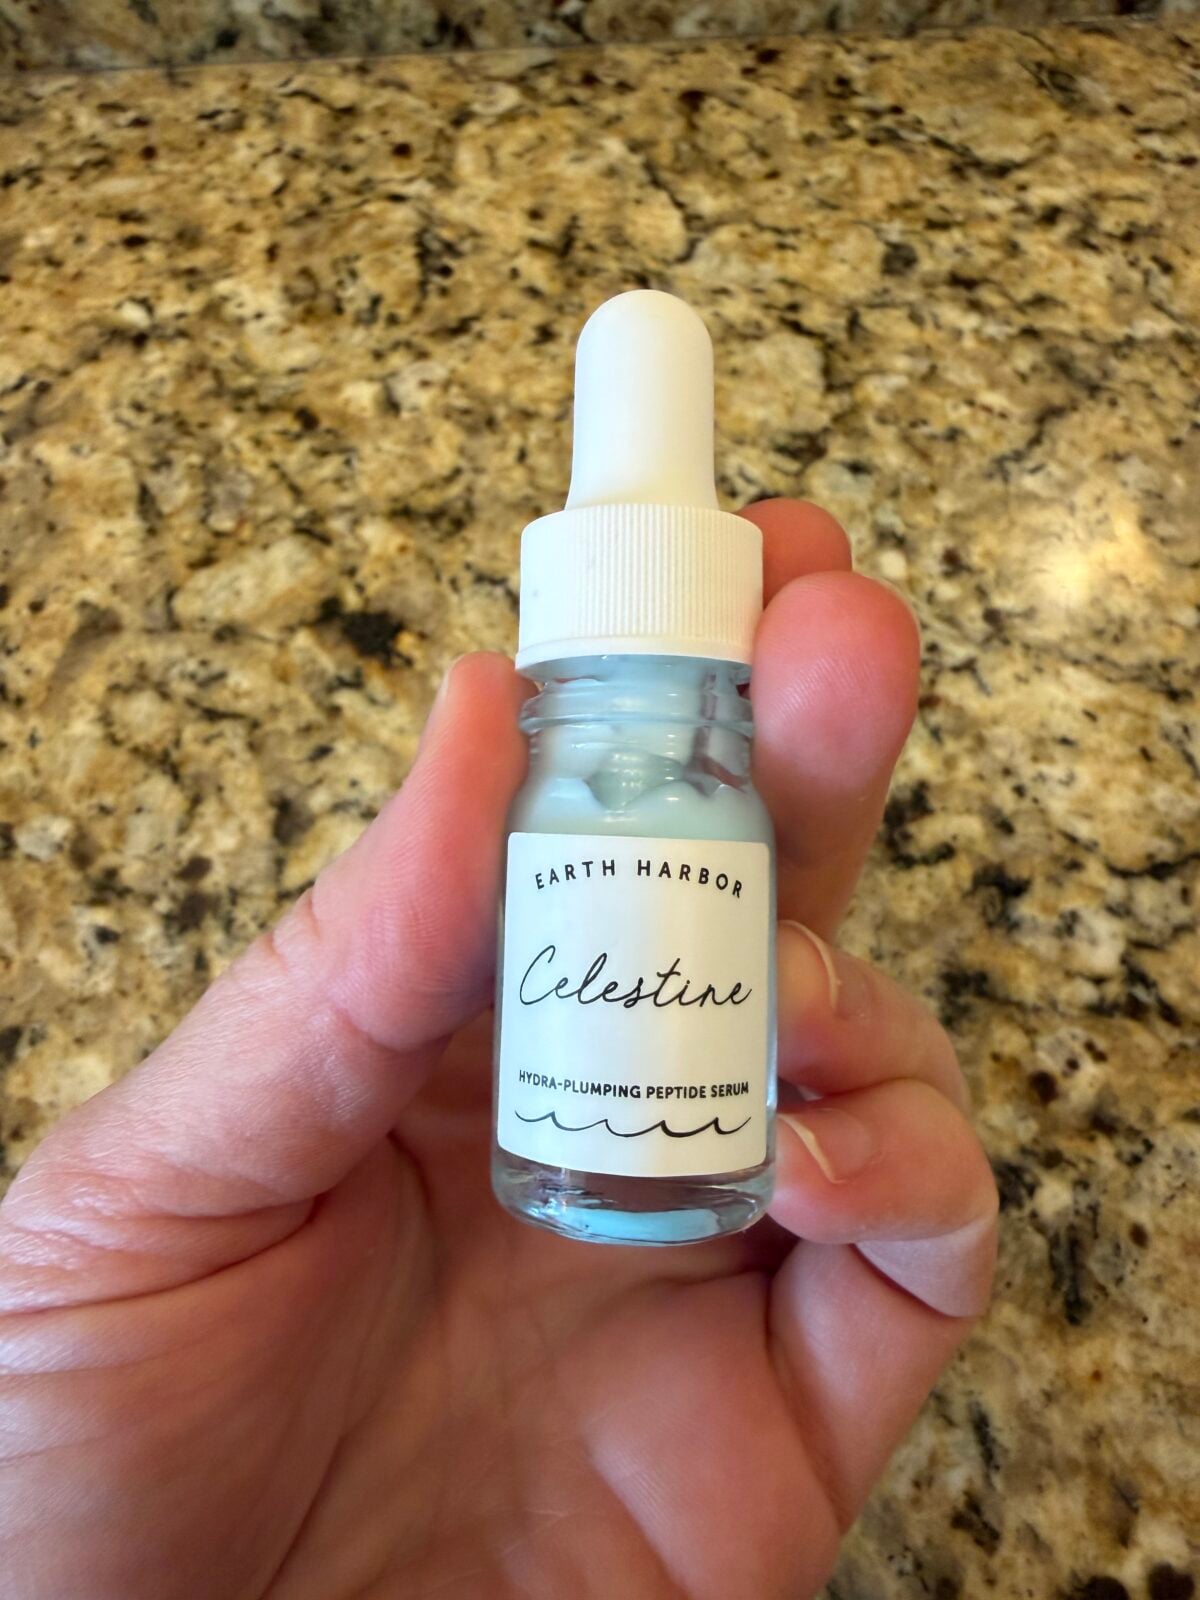 EARTH HARBOR
Celestine
HYDRA-PLUMPING PEPTIDE SERUM